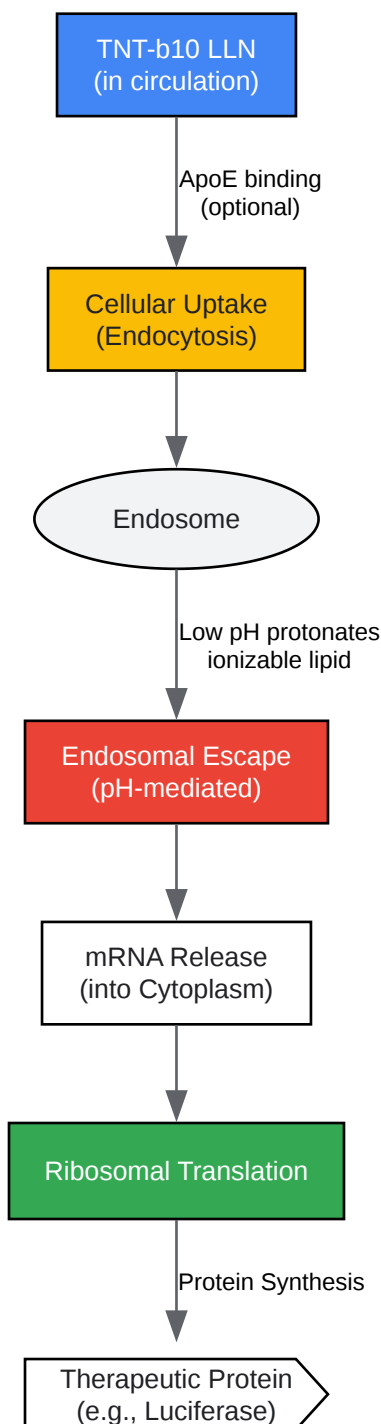 TNT-b10 LLN
(in circulation)
ApoE binding
(optional)
Cellular Uptake
(Endocytosis)
Endosome
Low pH protonates
ionizable lipid
Endosomal Escape
(pH-mediated)
mRNA Release
(into Cytoplasm)
Ribosomal Translation
Protein Synthesis
Therapeutic Protein
(e.g., Luciferase)